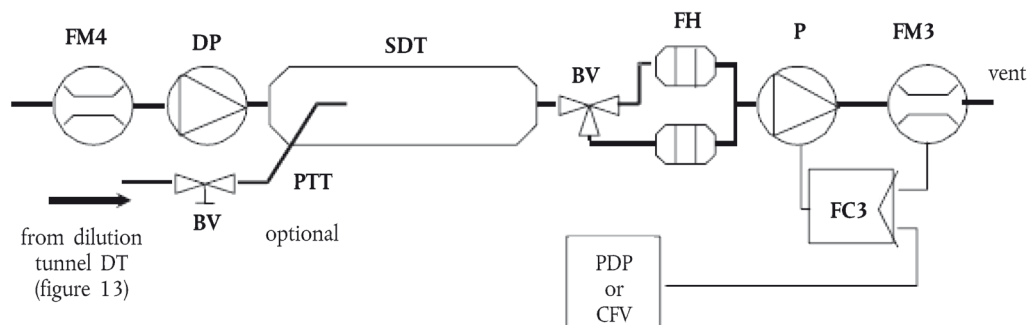 FM4
DP
SDT
BV
FH
P
FM3
vent
PTT
BV
optional
FC3
from dilution
tunnel DT
(figure 13)
PDP
or
CFV